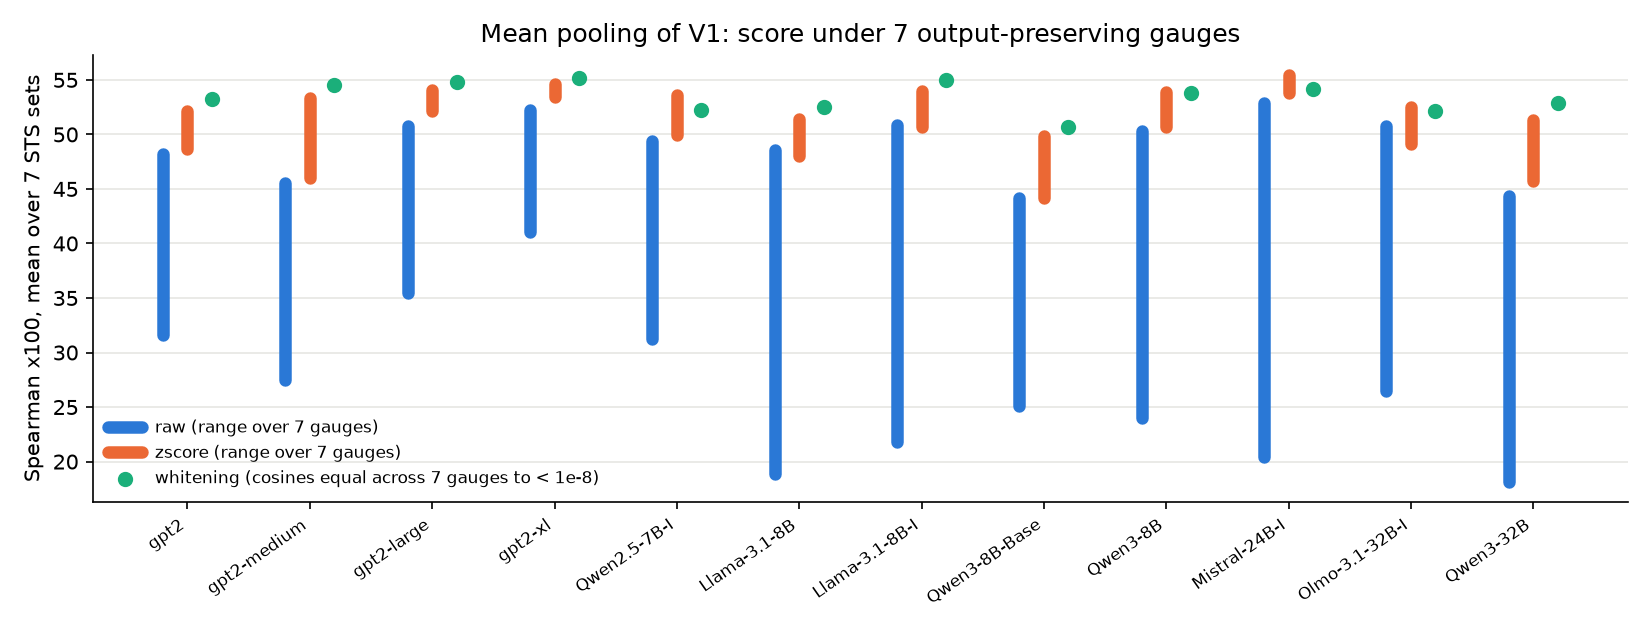 Mean pooling of V1: score under 7 output-preserving gauges
Spearman x100, mean over 7 STS sets
55
50
45
40
35
30
25
20
raw (range over 7 gauges)
zscore (range over 7 gauges)
whitening (cosines equal across 7 gauges to < 1e-8)
gpt2
gpt2-medium
gpt2-large
gpt2-xl
Qwen2.5-7B-I
Llama-3.1-8B
Llama-3.1-8B-I
Qwen3-8B-Base
Qwen3-8B
Mistral-24B-I
Olmo-3.1-32B-I
Qwen3-32B